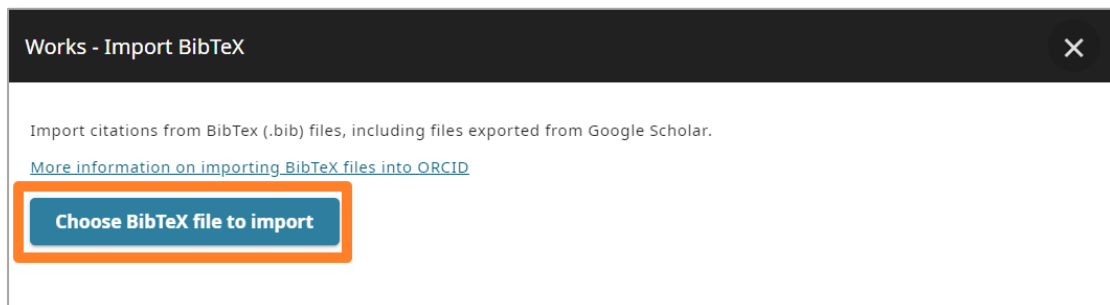 Works - Import BibTeX
Import citations from BibTex (.bib) files, including files exported from Google Scholar.
More information on importing BibTeX files into ORCID
Choose BibTeX file to import